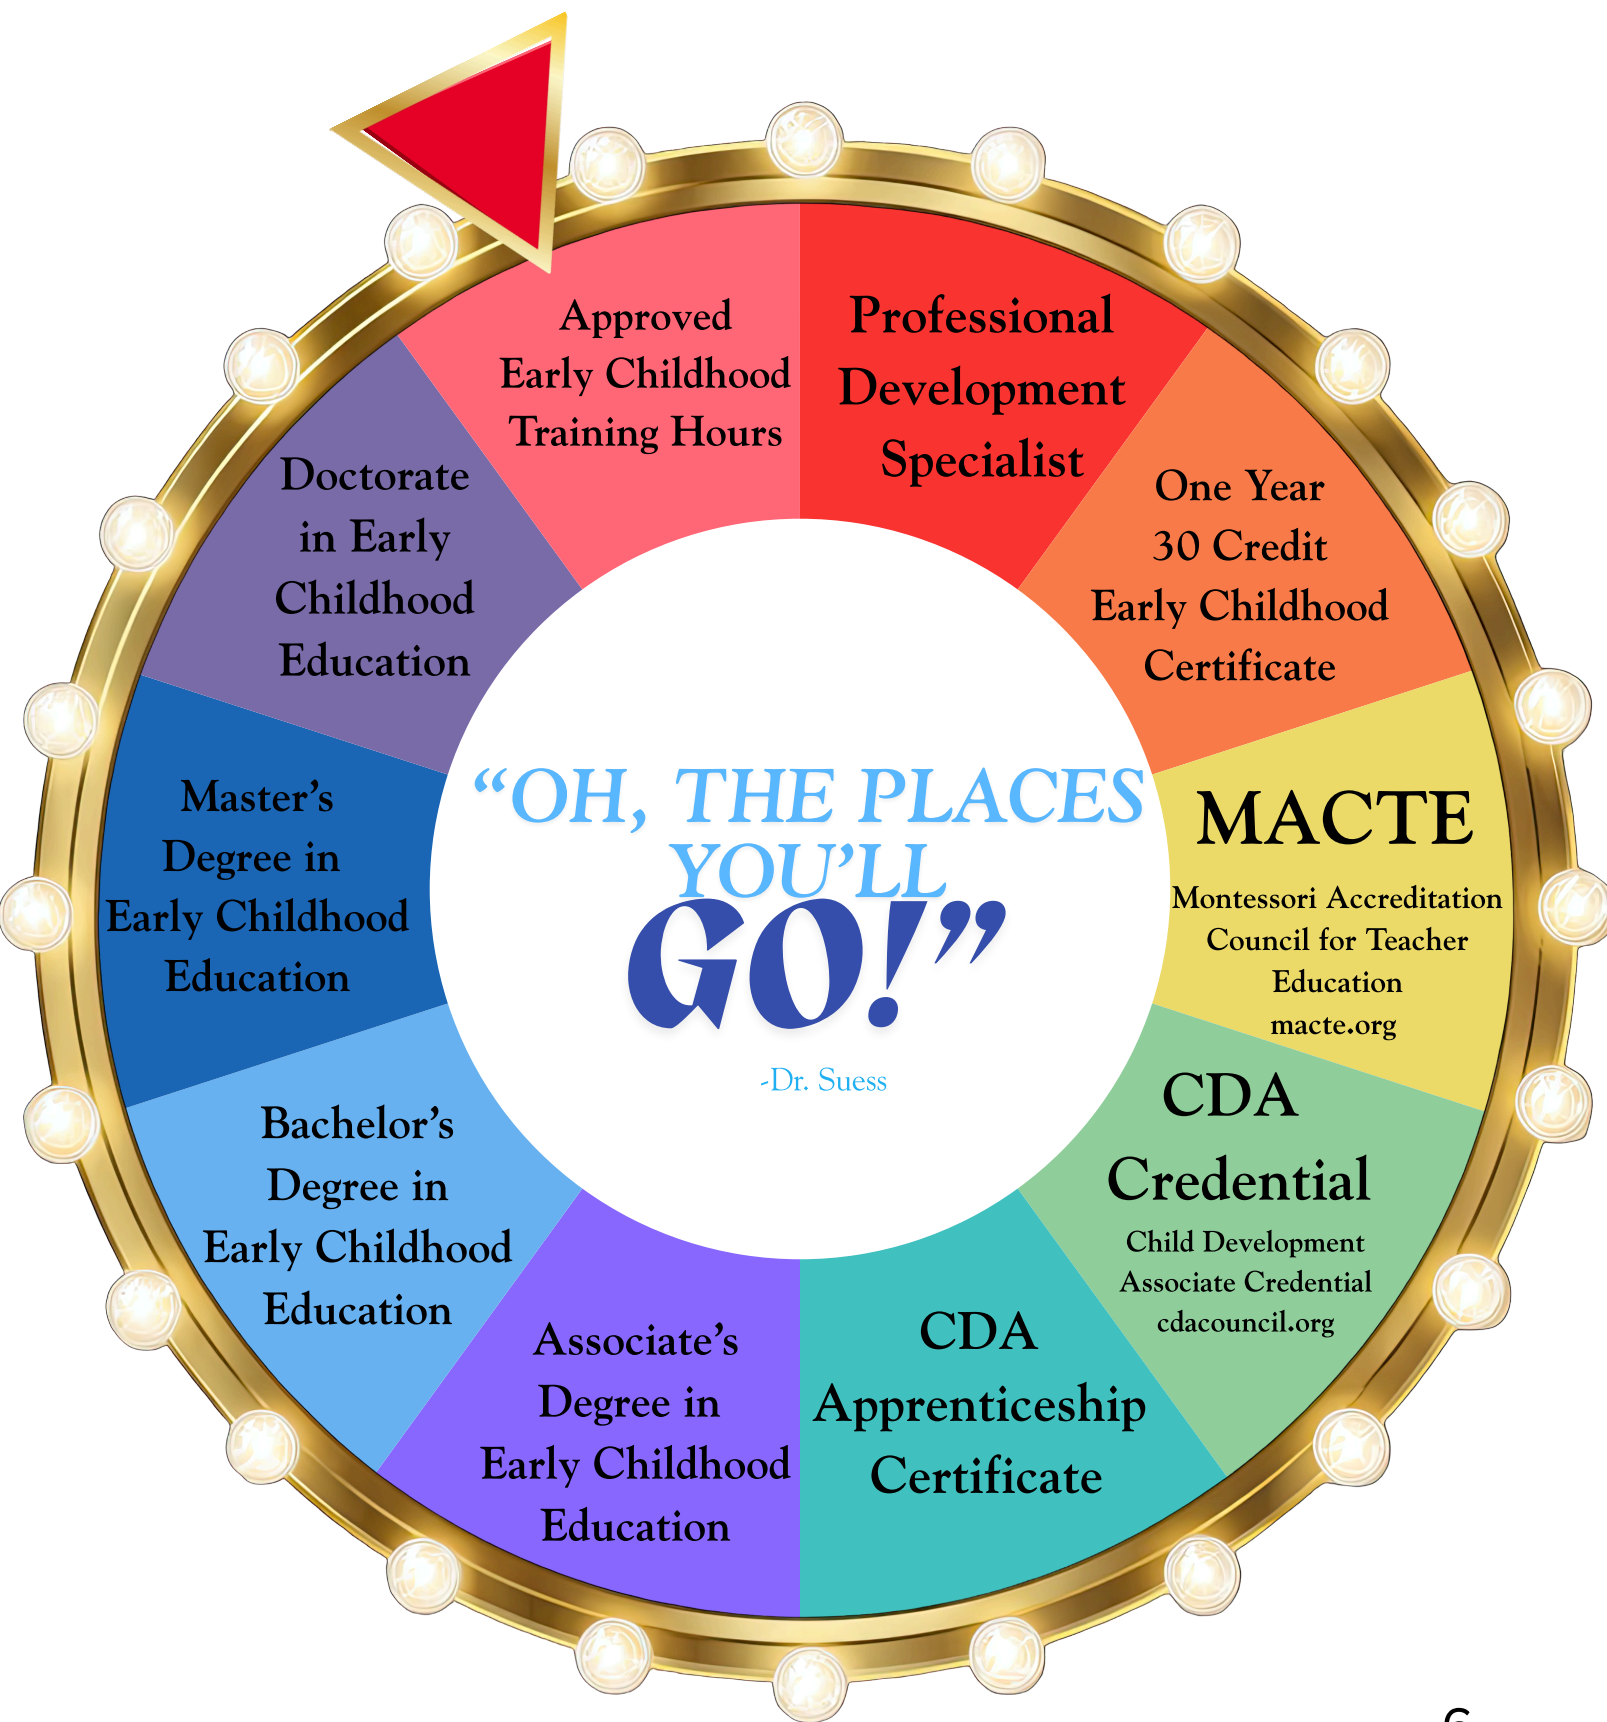 Approved
Early Childhood
Training Hours
Professional
Development
Specialist
One Year
30 Credit
Early Childhood
Certificate
MACTE
Montessori Accreditation
Council for Teacher
Education
macte.org
CDA
Credential
Child Development
Associate Credential
cdacouncil.org
CDA
Apprenticeship
Certificate
Associate's
Degree in
Early Childhood
Education
Bachelor's
Degree in
Early Childhood
Education
Master's
Degree in
Early Childhood
Education
Doctorate
in Early
Childhood
Education
“OH, THE PLACES
YOU'LL
GO!”
-Dr. Suess